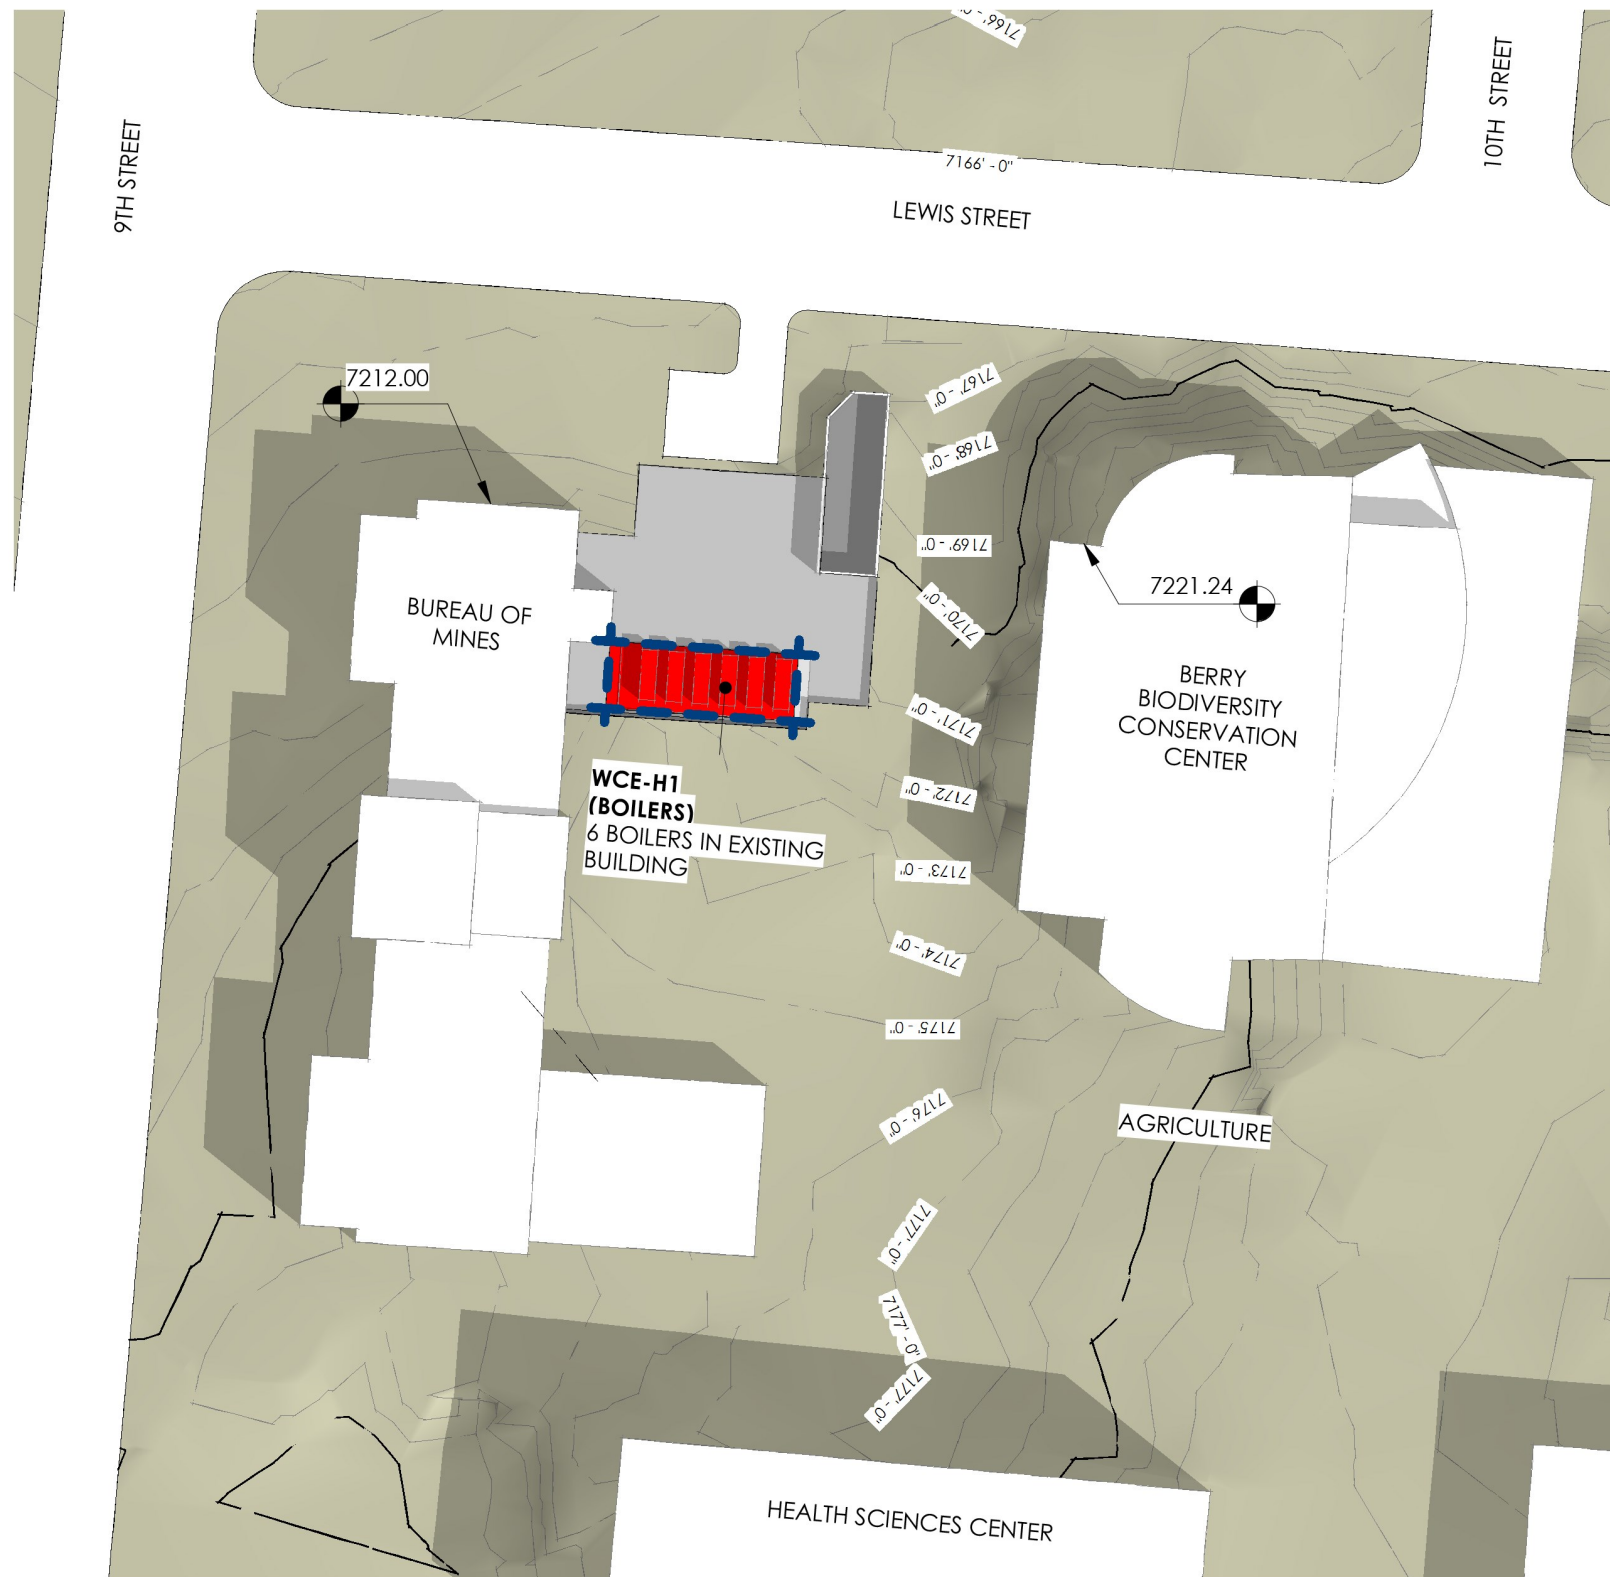 7166' - 0"
9TH STREET
10TH STREET
7166' - 0"
LEWIS STREET
7212.00
7167' - 0"
7168' - 0"
7169' - 0"
7170' - 0"
7221.24
BUREAU OF
MINES
BERRY
BIODIVERSITY
CONSERVATION
CENTER
7171' - 0"
7172' - 0"
WCE-H1
(BOILERS)
6 BOILERS IN EXISTING
BUILDING
7173' - 0"
7174' - 0"
7175' - 0"
7176' - 0"
AGRICULTURE
7177' - 0"
7177' - 0"
7177' - 0"
HEALTH SCIENCES CENTER